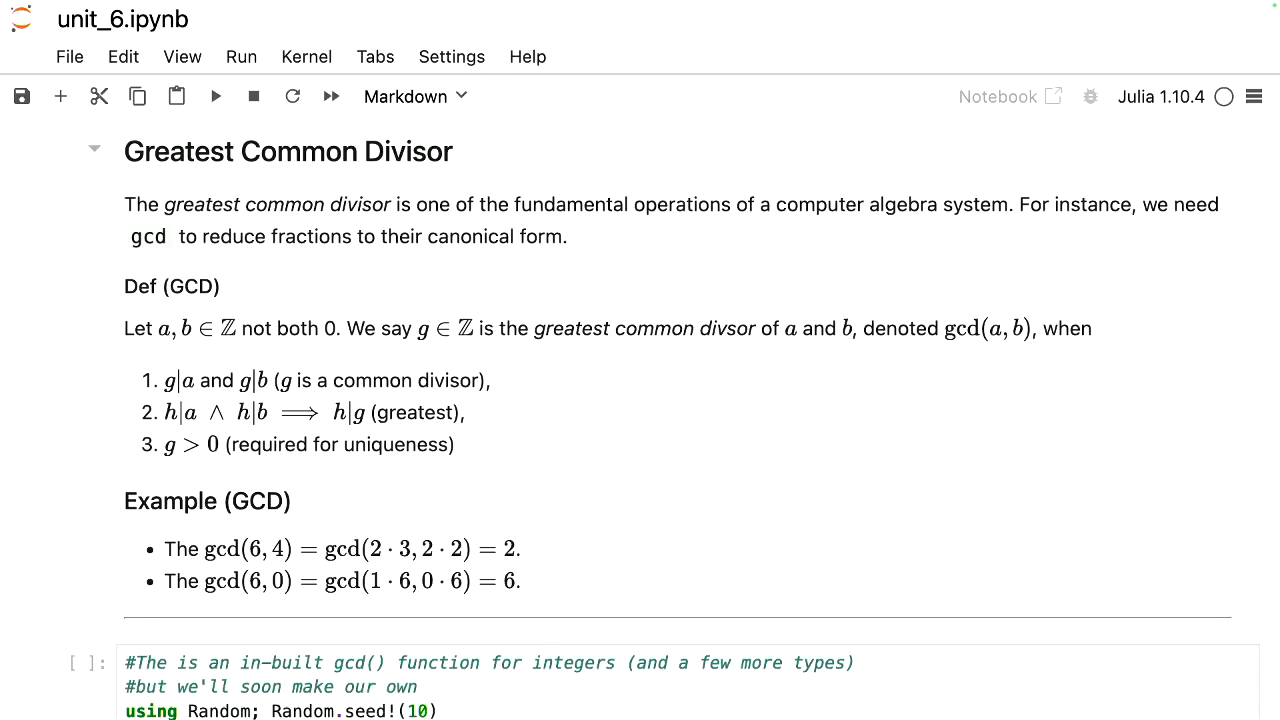 unit_6.ipynb
File Edit View Run Kernel Tabs Settings Help
Markdown Notebook Julia 1.10.4
Greatest Common Divisor
The greatest common divisor is one of the fundamental operations of a computer algebra system. For instance, we need
gcd to reduce fractions to their canonical form.
Def (GCD)
Let a, b ∈ ℤ not both 0. We say g ∈ ℤ is the greatest common divsor of a and b, denoted gcd(a, b), when
1. g|a and g|b (g is a common divisor),
2. h|a ∧ h|b ⟹ h|g (greatest),
3. g > 0 (required for uniqueness)
Example (GCD)
• The gcd(6, 4) = gcd(2 · 3, 2 · 2) = 2.
• The gcd(6, 0) = gcd(1 · 6, 0 · 6) = 6.
[ ]: #The is an in-built gcd() function for integers (and a few more types)
#but we'll soon make our own
using Random; Random.seed!(10)